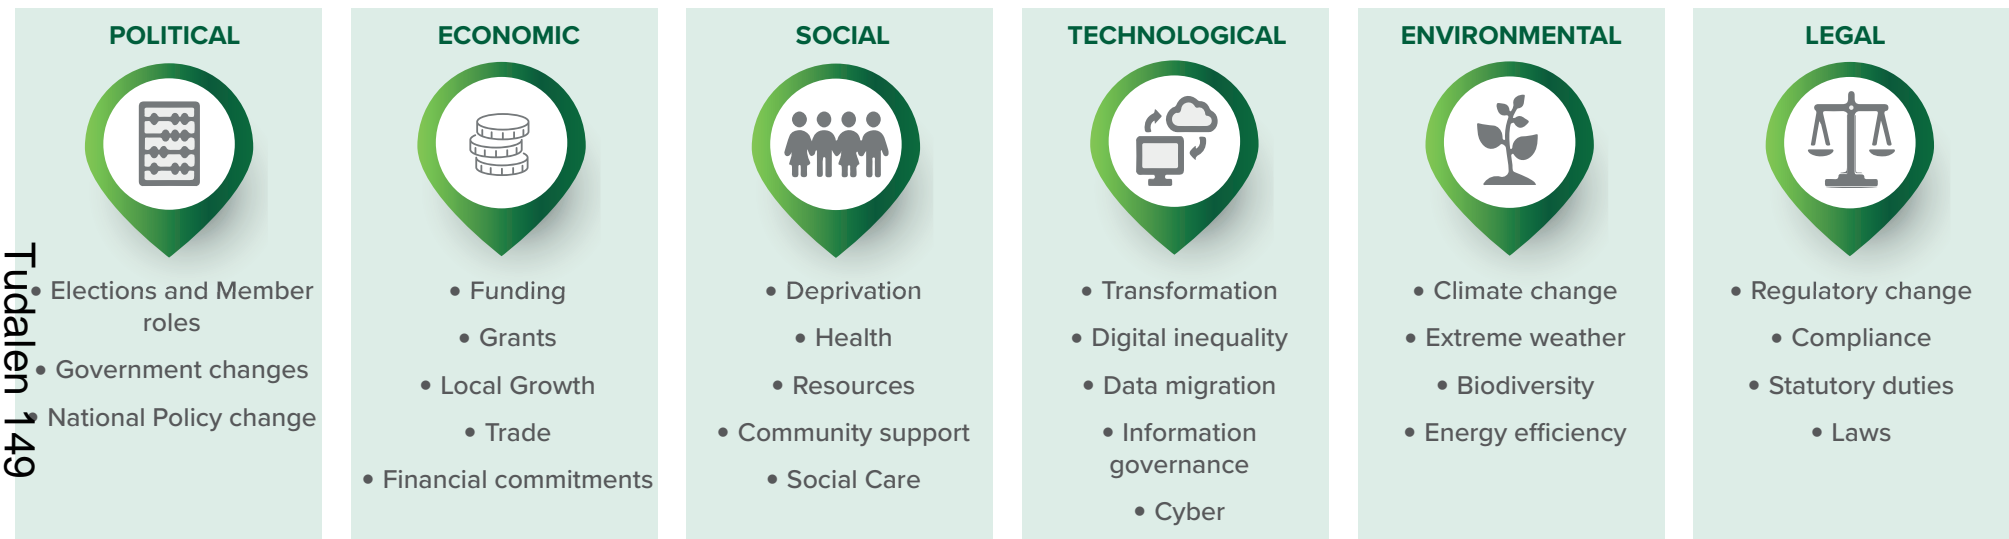 POLITICAL
• Elections and Member
roles
• Government changes
• National Policy change
ECONOMIC
• Funding
• Grants
• Local Growth
• Trade
• Financial commitments
SOCIAL
• Deprivation
• Health
• Resources
• Community support
• Social Care
TECHNOLOGICAL
• Transformation
• Digital inequality
• Data migration
• Information
governance
• Cyber
ENVIRONMENTAL
• Climate change
• Extreme weather
• Biodiversity
• Energy efficiency
LEGAL
• Regulatory change
• Compliance
• Statutory duties
• Laws
Tudalen 149